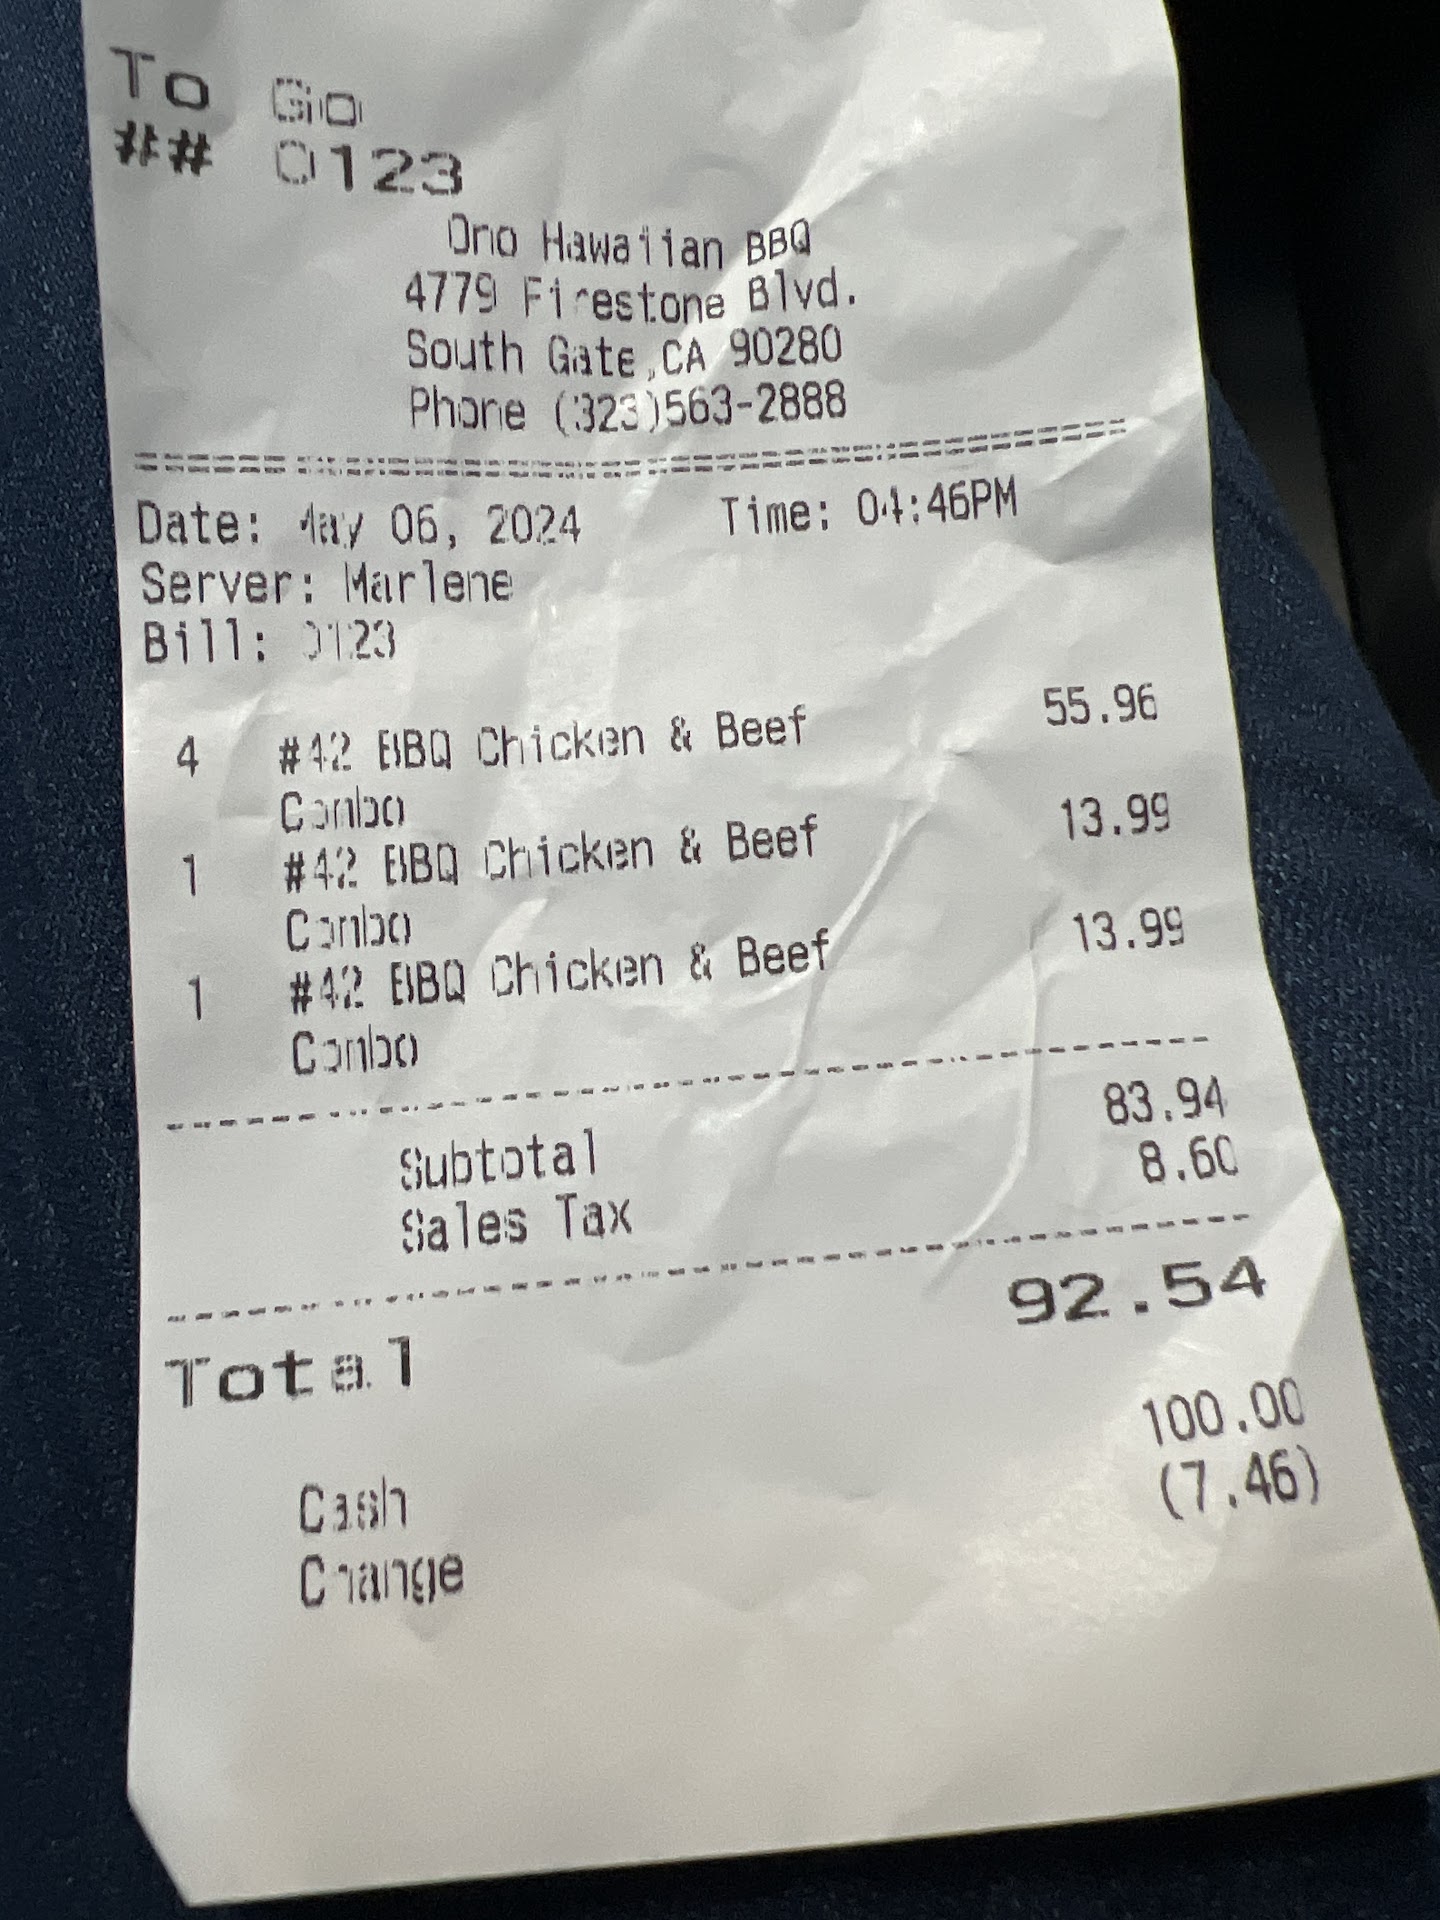 To Go
## 0123
Ono Hawaiian BBQ
4779 Firestone Blvd.
South Gate,CA 90280
Phone (323)563-2888
Date: May 06, 2024 Time: 04:46PM
Server: Marlene
Bill: 0123
4 #42 BBQ Chicken & Beef 55.96
Combo
1 #42 BBQ Chicken & Beef 13.99
Combo
1 #42 BBQ Chicken & Beef 13.99
Combo
Subtotal 83.94
Sales Tax 8.60
Total 92.54
Cash 100.00
Change (7.46)